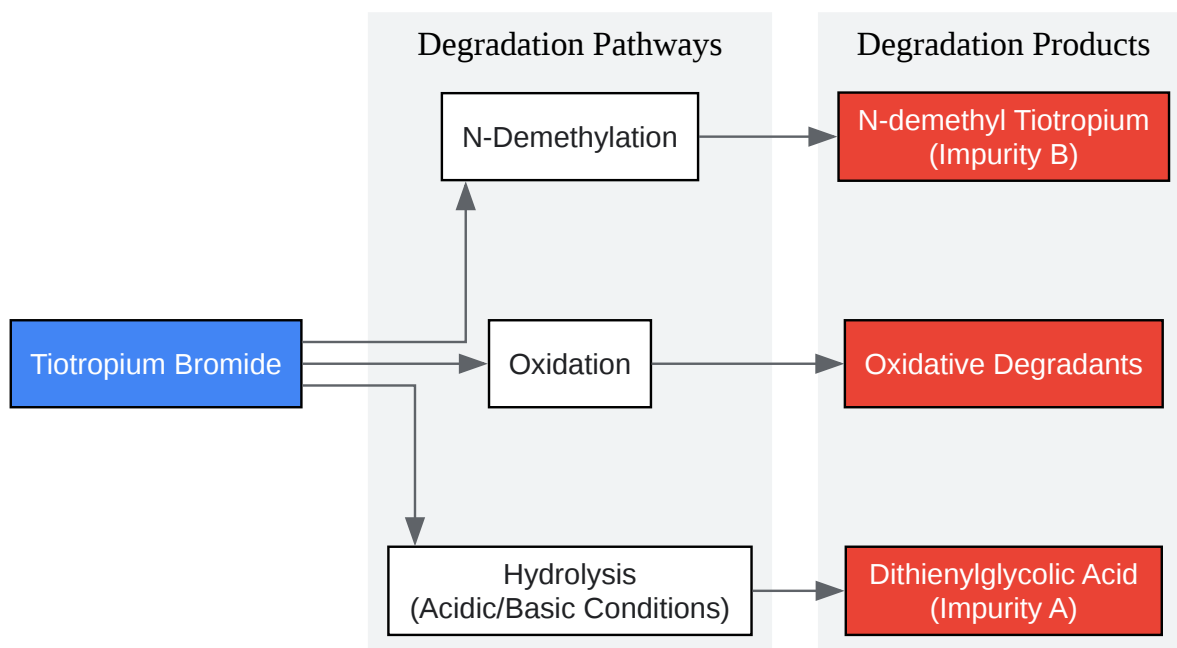 Degradation Pathways
Degradation Products
N-Demethylation
N-demethyl Tiotropium
(Impurity B)
Tiotropium Bromide
Oxidation
Oxidative Degradants
Hydrolysis
(Acidic/Basic Conditions)
Dithienylglycolic Acid
(Impurity A)